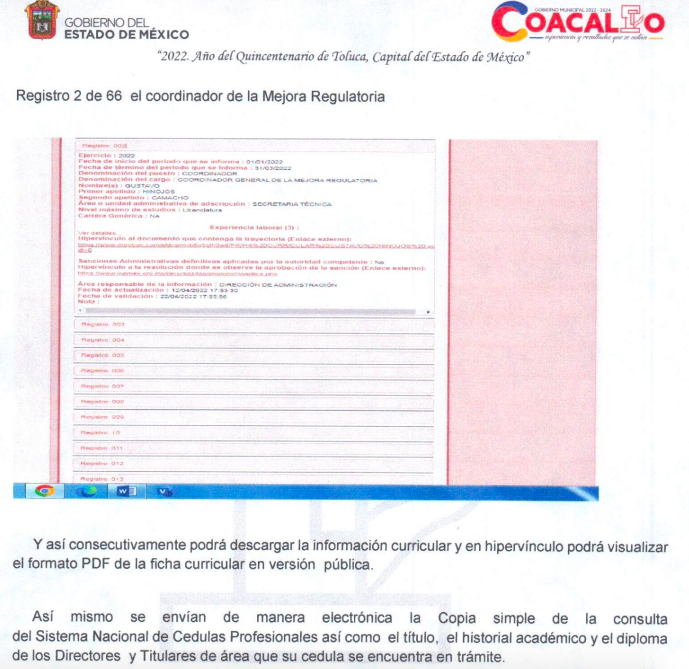 GOBIERNO DEL
ESTADO DE MÉXICO
GOBIERNO MUNICIPAL 2022 - 2024
COACALCO
experiencia y resultados que se notan
"2022. Año del Quincentenario de Toluca, Capital del Estado de México"
Registro 2 de 66 el coordinador de la Mejora Regulatoria
Registro 002
Ejercicio : 2022
Fecha de inicio del periodo que se informa : 01/01/2022
Fecha de término del periodo que se informa : 31/03/2022
Denominación del puesto : COORDINADOR
Denominación del cargo : COORDINADOR GENERAL DE LA MEJORA REGULATORIA
Nombre(s) : GUSTAVO
Primer apellido : HINOJOS
Segundo apellido : CAMACHO
Área o unidad administrativa de adscripción : SECRETARIA TÉCNICA
Nivel máximo de estudios : Licenciatura
Carrera Genérica : NA
Experiencia laboral (3) :
Ver detalles...
Hipervínculo al documento que contenga la trayectoria (Enlace externo):
Sanciones Administrativas definitivas aplicadas por la autoridad competente : No
Hipervínculo a la resolución donde se observe la aprobación de la sanción (Enlace externo):
Área responsable de la información : DIRECCIÓN DE ADMINISTRACIÓN
Fecha de actualización : 12/04/2022
Fecha de validación : 22/04/2022
Nota :
Registro 003
Registro 004
Registro 005
Registro 006
Registro 007
Registro 008
Registro 009
Registro 10
Registro 011
Registro 012
Registro 013
Y así consecutivamente podrá descargar la información curricular y en hipervínculo podrá visualizar
el formato PDF de la ficha curricular en versión pública.
Así mismo se envían de manera electrónica la Copia simple de la consulta
del Sistema Nacional de Cedulas Profesionales así como el título, el historial académico y el diploma
de los Directores y Titulares de área que su cedula se encuentra en trámite.